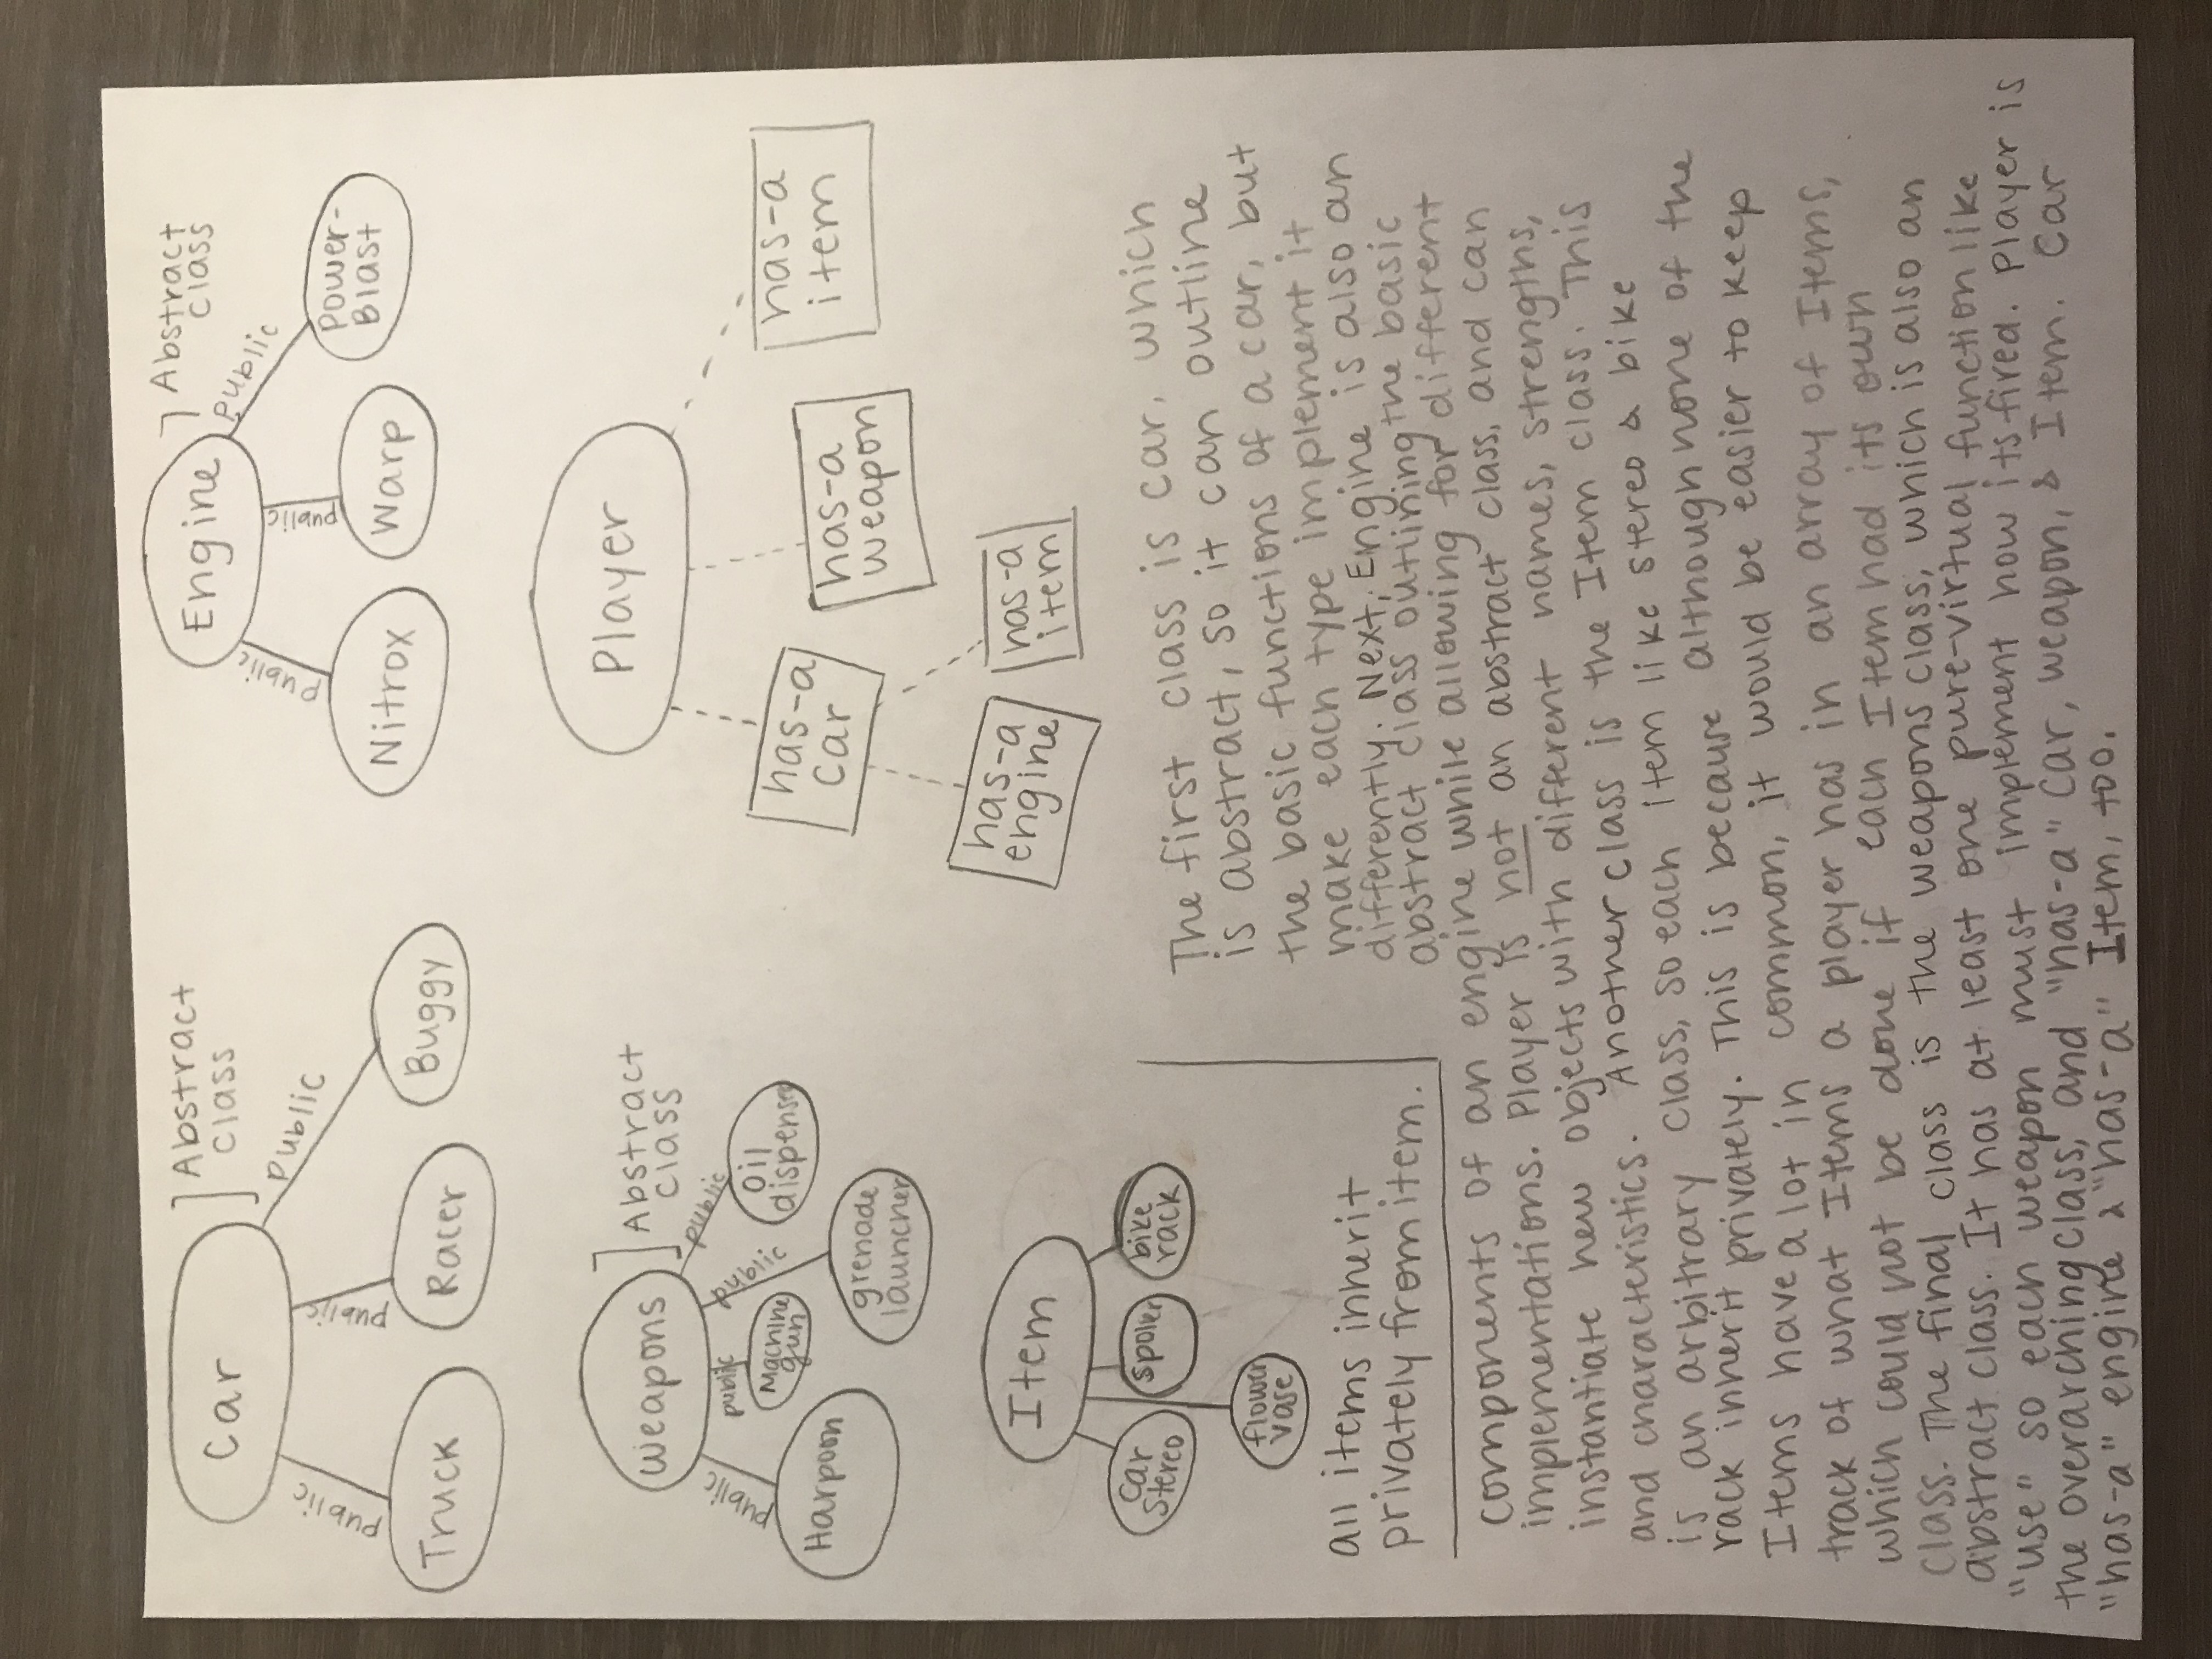 Car
Abstract
class
public
public
public
Truck
Racer
Buggy
Engine
Abstract
class
public
public
public
Nitrox
Warp
Power-
Blast
weapons
Abstract
class
public
public
public
public
Harpoon
Machine
gun
grenade
launcher
oil
dispenser
Player
has-a
car
has-a
weapon
has-a
item
has-a
engine
has-a
item
Item
car
stereo
spoiler
bike
rack
flower
vase
all items inherit
privately from item.
The first class is car, which
is abstract, so it can outline
the basic functions of a car, but
make each type implement it
differently. Next, Engine is also an
abstract class outlining the basic
components of an engine while allowing for different
implementations. Player is not an abstract class, and can
instantiate new objects with different names, strengths,
and characteristics. Another class is the Item class. This
is an arbitrary class, so each item like stereo & bike
rack inherit privately. This is because although none of the
Items have a lot in common, it would be easier to keep
track of what Items a player has in an array of Items,
which could not be done if each Item had its own
class. The final class is the weapons class, which is also an
abstract class. It has at least one pure-virtual function like
"use" so each weapon must implement how its fired. Player is
the overarching class, and "has-a" car, weapon, & Item. Car
"has-a" engine & "has-a" Item, too.